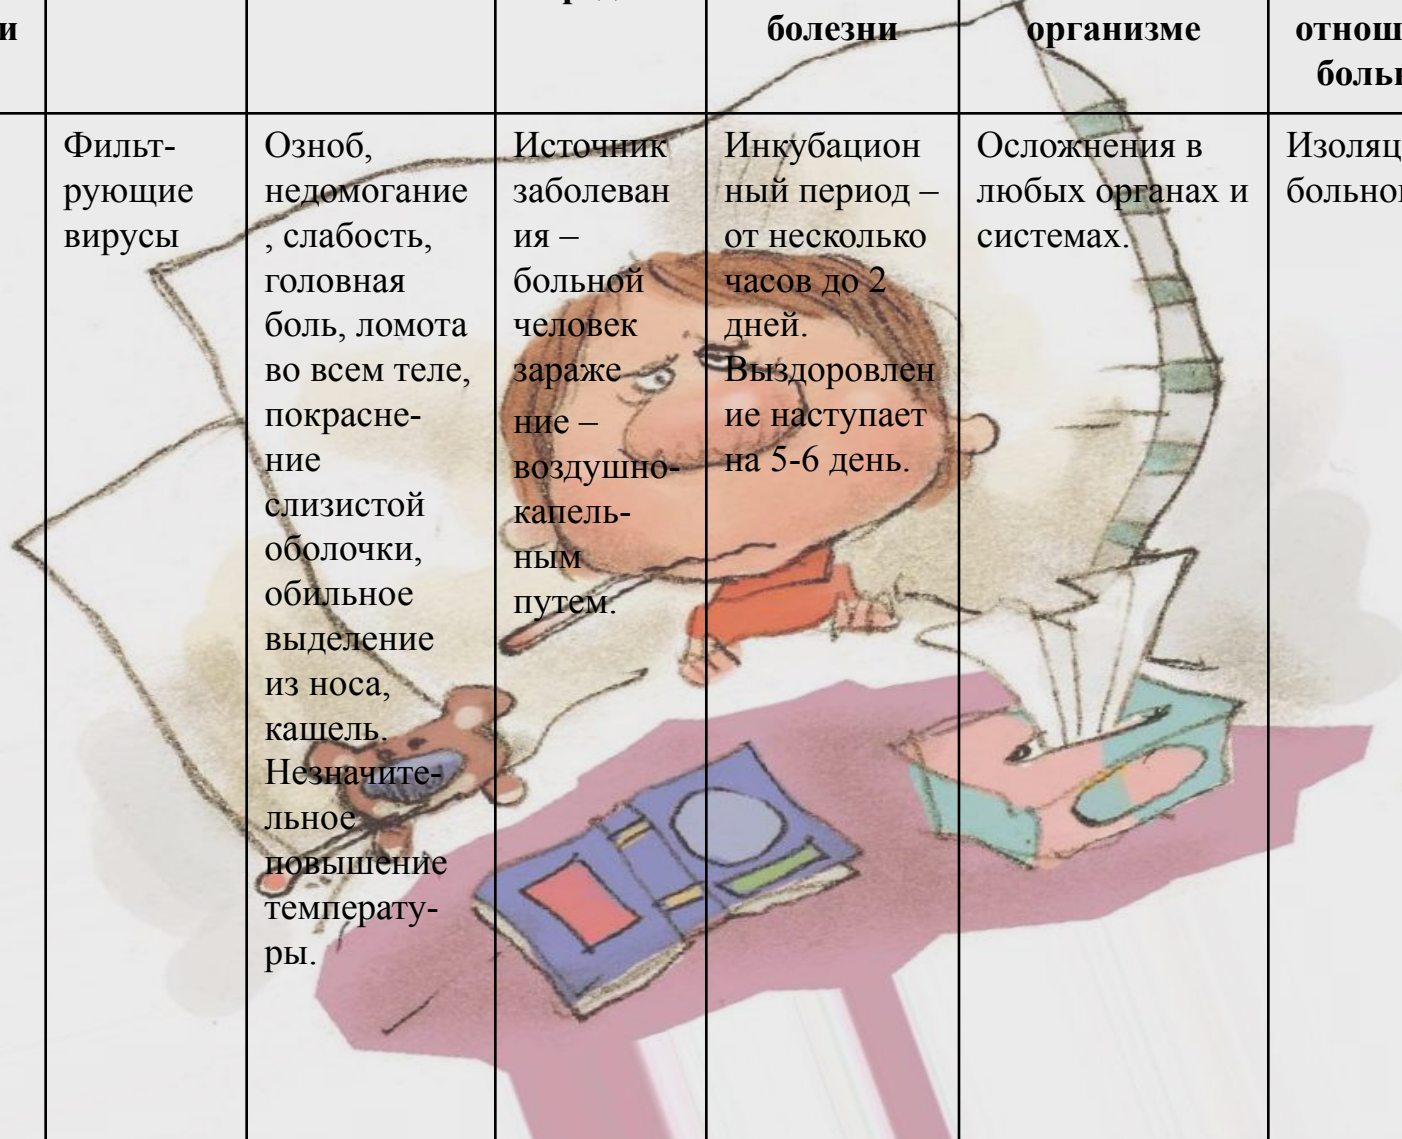 и
болезни
организме
отнош
больн
Фильт-
рующие
вирусы
Озноб,
недомогание
, слабость,
головная
боль, ломота
во всем теле,
покрасне-
ние
слизистой
оболочки,
обильное
выделение
из носа,
кашель.
Незначите-
льное
повышение
температу-
ры.
Источник
заболеван
ия –
больной
человек
зараже
ние –
воздушно-
капель-
ным
путем.
Инкубацион
ный период –
от несколько
часов до 2
дней.
Выздоровлен
ие наступает
на 5-6 день.
Осложнения в
любых органах и
системах.
Изоляц
больно